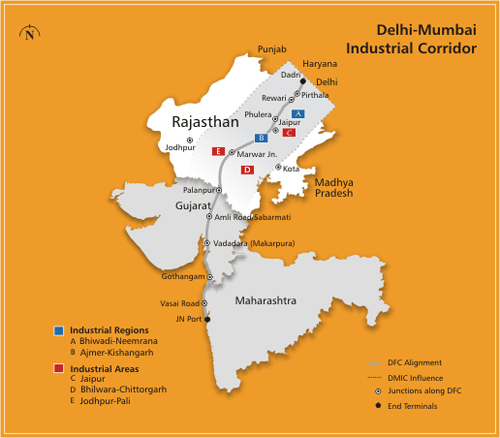 Delhi-Mumbai
Industrial Corridor
N
Punjab
Haryana
Dadri
Delhi
Rewari
Pirthala
Phulera
A
Rajasthan
Jaipur
C
B
Jodhpur
E
Marwar Jn.
D
Kota
Palanpur
Madhya
Pradesh
Gujarat
Amli Road/Sabarmati
Vadadara (Makarpura)
Gothangam
Vasai Road
Maharashtra
JN Port
Industrial Regions
A Bhiwadi-Neemrana
B Ajmer-Kishangarh
Industrial Areas
C Jaipur
D Bhilwara-Chittorgarh
E Jodhpur-Pali
DFC Alignment
DMIC Influence
Junctions along DFC
End Terminals